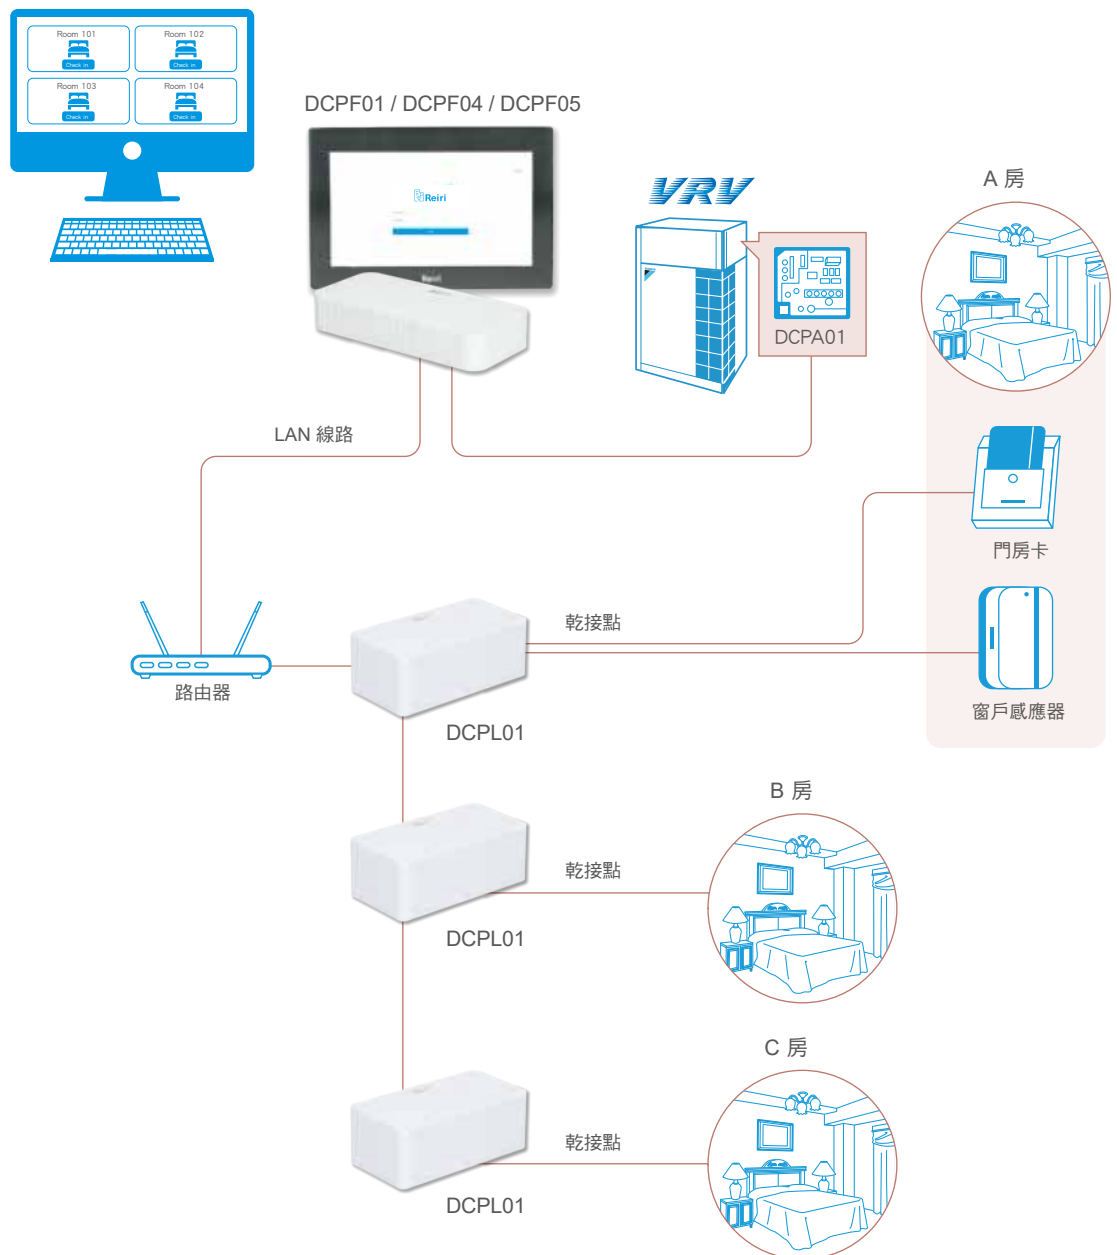 Room 101
Check in
Room 102
Check in
Room 103
Check in
Room 104
Check in
DCPF01 / DCPF04 / DCPF05
Reiri
VRV
DCPA01
A 房
LAN 線路
門房卡
乾接點
路由器
窗戶感應器
DCPL01
B 房
乾接點
DCPL01
C 房
乾接點
DCPL01